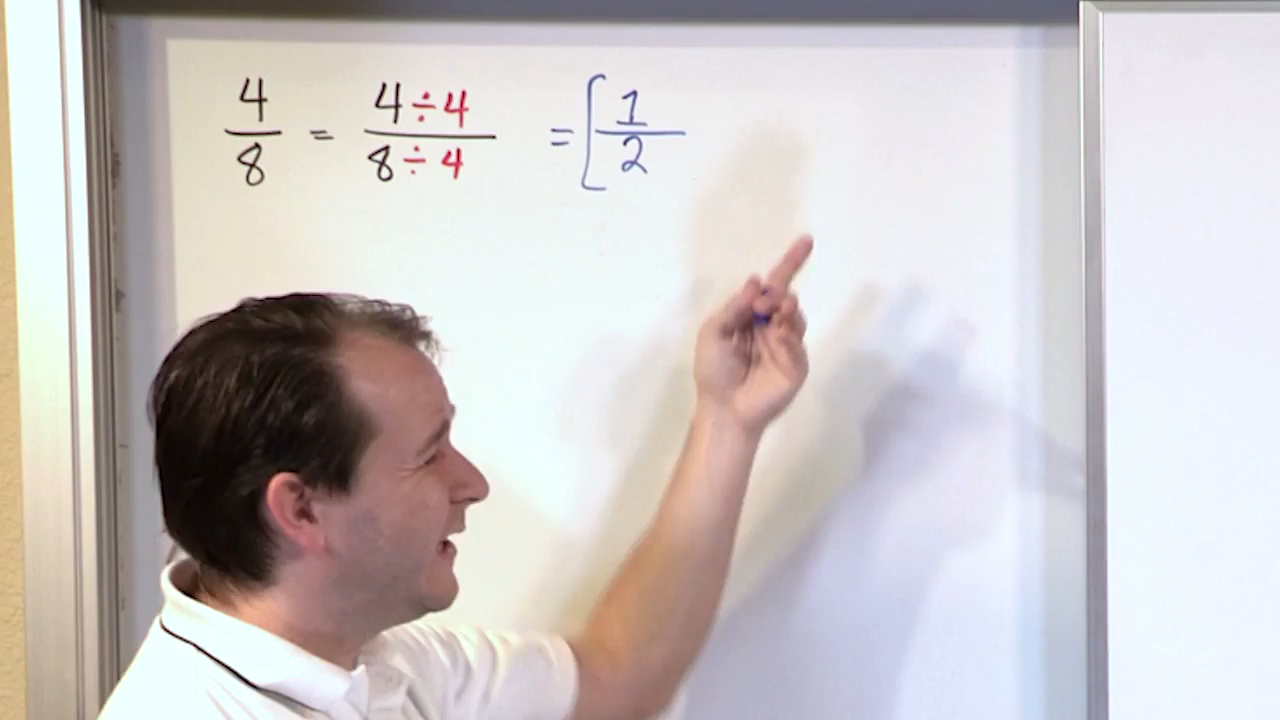 4/8 = 4÷4/8÷4 = [1/2